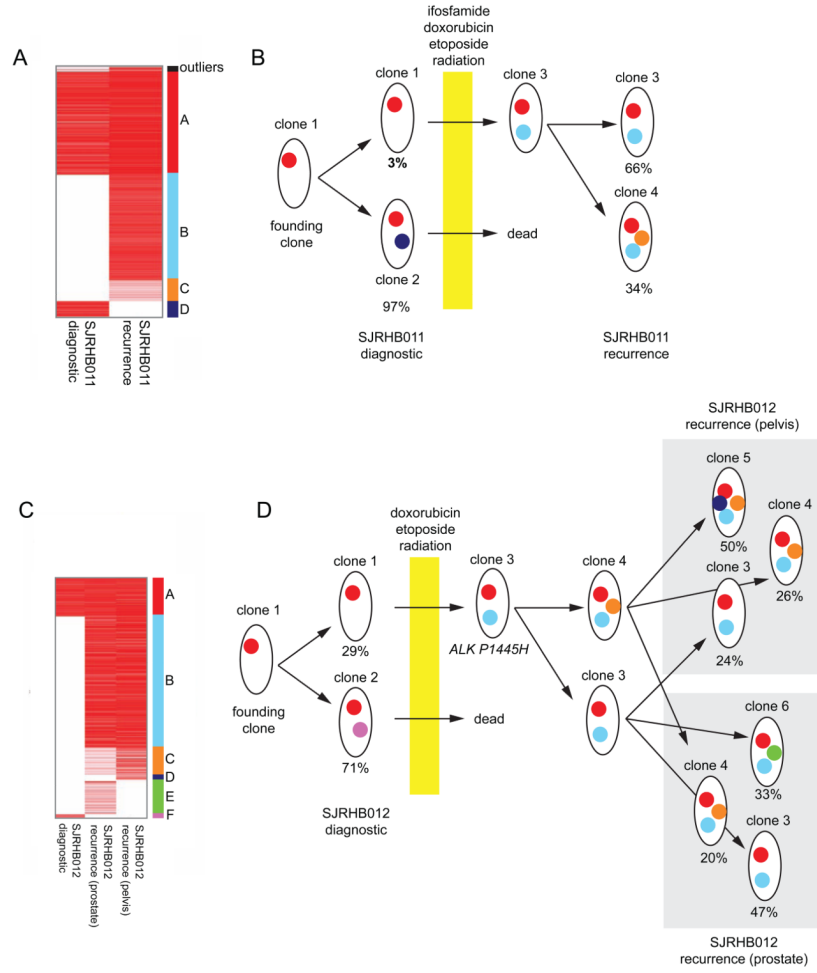 A
outliers
A
B
C
D
SJRHB011
diagnostic
SJRHB011
recurrence
B
ifosfamide
doxorubicin
etoposide
radiation
clone 1
founding
clone
clone 1
3%
clone 2
97%
SJRHB011
diagnostic
clone 3
dead
clone 3
66%
clone 4
34%
SJRHB011
recurrence
C
A
B
C
D
E
F
SJRHB012
diagnostic
SJRHB012
recurrence (prostate)
SJRHB012
recurrence (pelvis)
D
doxorubicin
etoposide
radiation
clone 1
founding
clone
clone 1
29%
clone 2
71%
SJRHB012
diagnostic
clone 3
ALK P1445H
dead
clone 4
clone 3
SJRHB012
recurrence (pelvis)
clone 5
50%
clone 4
26%
clone 3
24%
clone 6
33%
clone 4
20%
clone 3
47%
SJRHB012
recurrence (prostate)